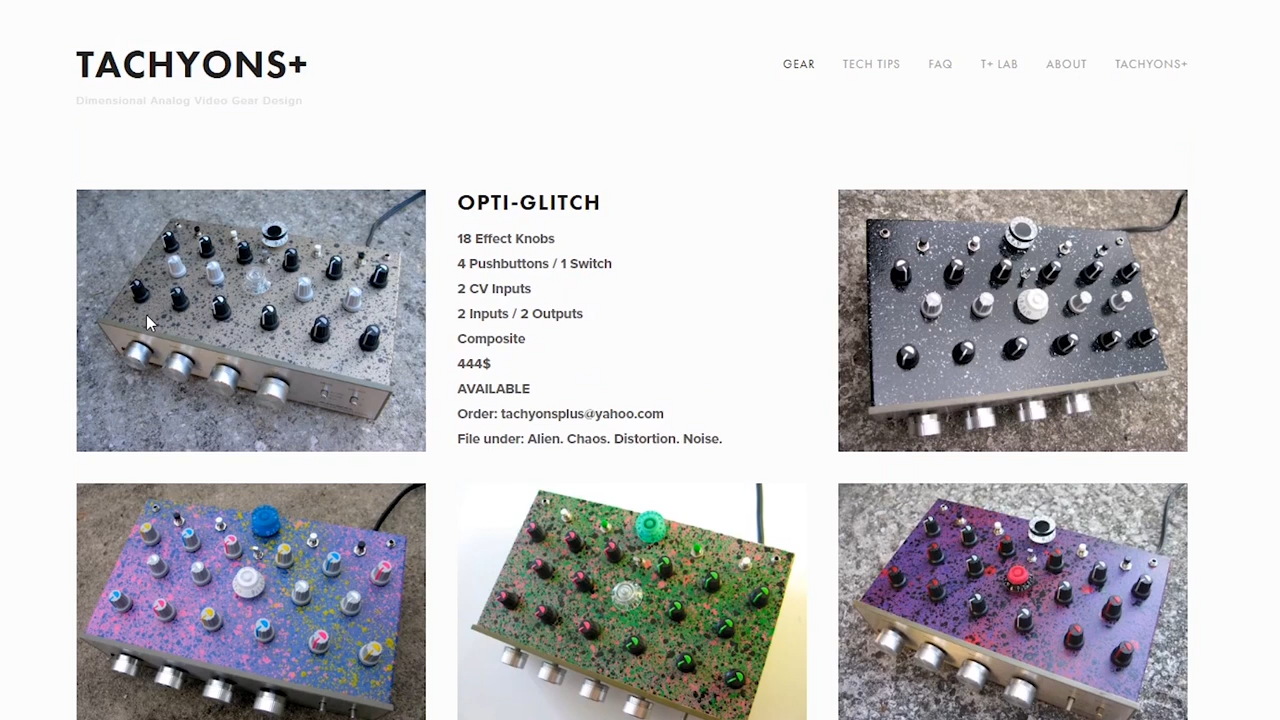 TACHYONS+
Dimensional Analog Video Gear Design
GEAR TECH TIPS FAQ T+ LAB ABOUT TACHYONS+
OPTI-GLITCH
18 Effect Knobs
4 Pushbuttons / 1 Switch
2 CV Inputs
2 Inputs / 2 Outputs
Composite
444$
AVAILABLE
Order: tachyonsplus@yahoo.com
File under: Alien. Chaos. Distortion. Noise.